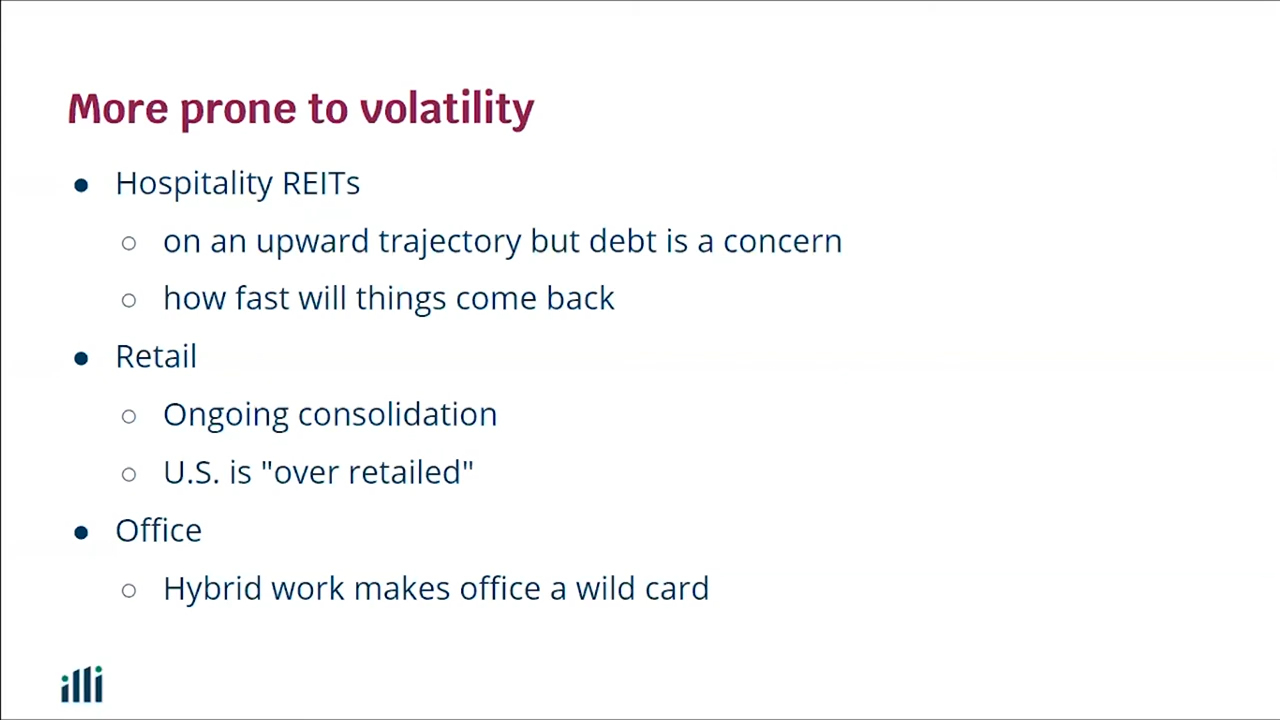 More prone to volatility
● Hospitality REITs
○ on an upward trajectory but debt is a concern
○ how fast will things come back
● Retail
○ Ongoing consolidation
○ U.S. is "over retailed"
● Office
○ Hybrid work makes office a wild card
illi